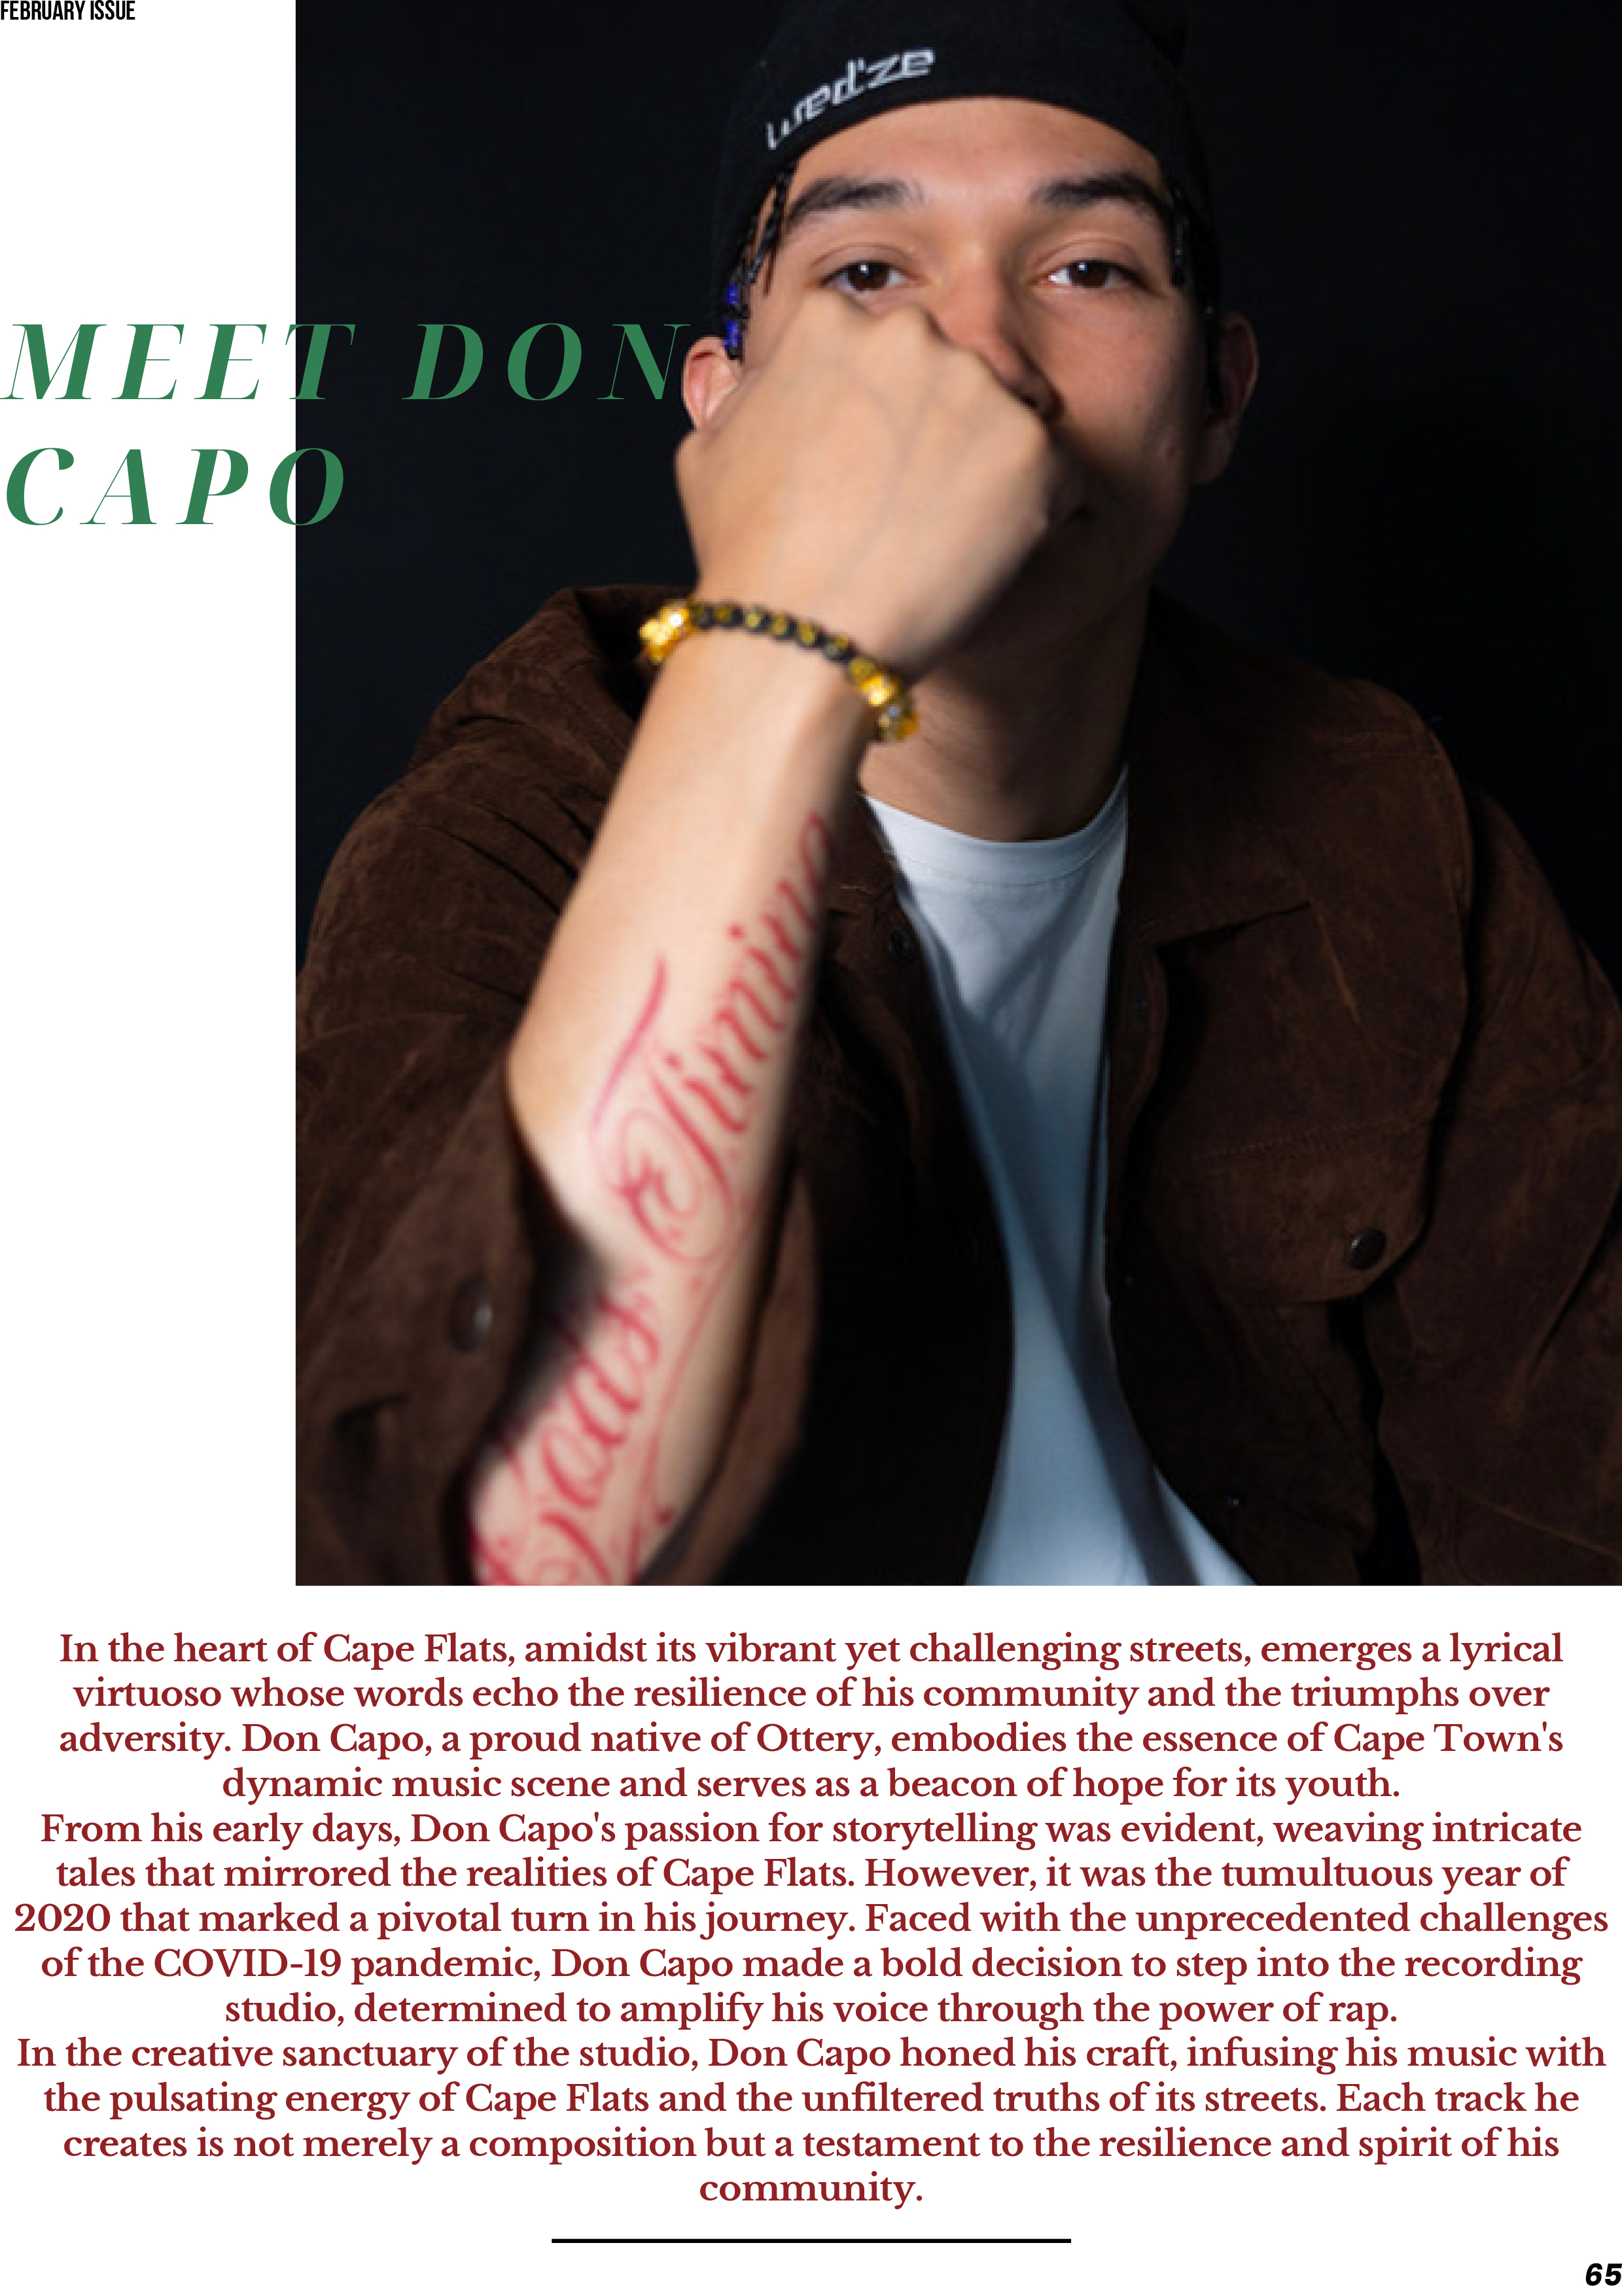 FEBRUARY ISSUE
wed'ze
MEET DON
CAPO
Timing
In the heart of Cape Flats, amidst its vibrant yet challenging streets, emerges a lyrical
virtuoso whose words echo the resilience of his community and the triumphs over
adversity. Don Capo, a proud native of Ottery, embodies the essence of Cape Town's
dynamic music scene and serves as a beacon of hope for its youth.
From his early days, Don Capo's passion for storytelling was evident, weaving intricate
tales that mirrored the realities of Cape Flats. However, it was the tumultuous year of
2020 that marked a pivotal turn in his journey. Faced with the unprecedented challenges
of the COVID-19 pandemic, Don Capo made a bold decision to step into the recording
studio, determined to amplify his voice through the power of rap.
In the creative sanctuary of the studio, Don Capo honed his craft, infusing his music with
the pulsating energy of Cape Flats and the unfiltered truths of its streets. Each track he
creates is not merely a composition but a testament to the resilience and spirit of his
community.
65